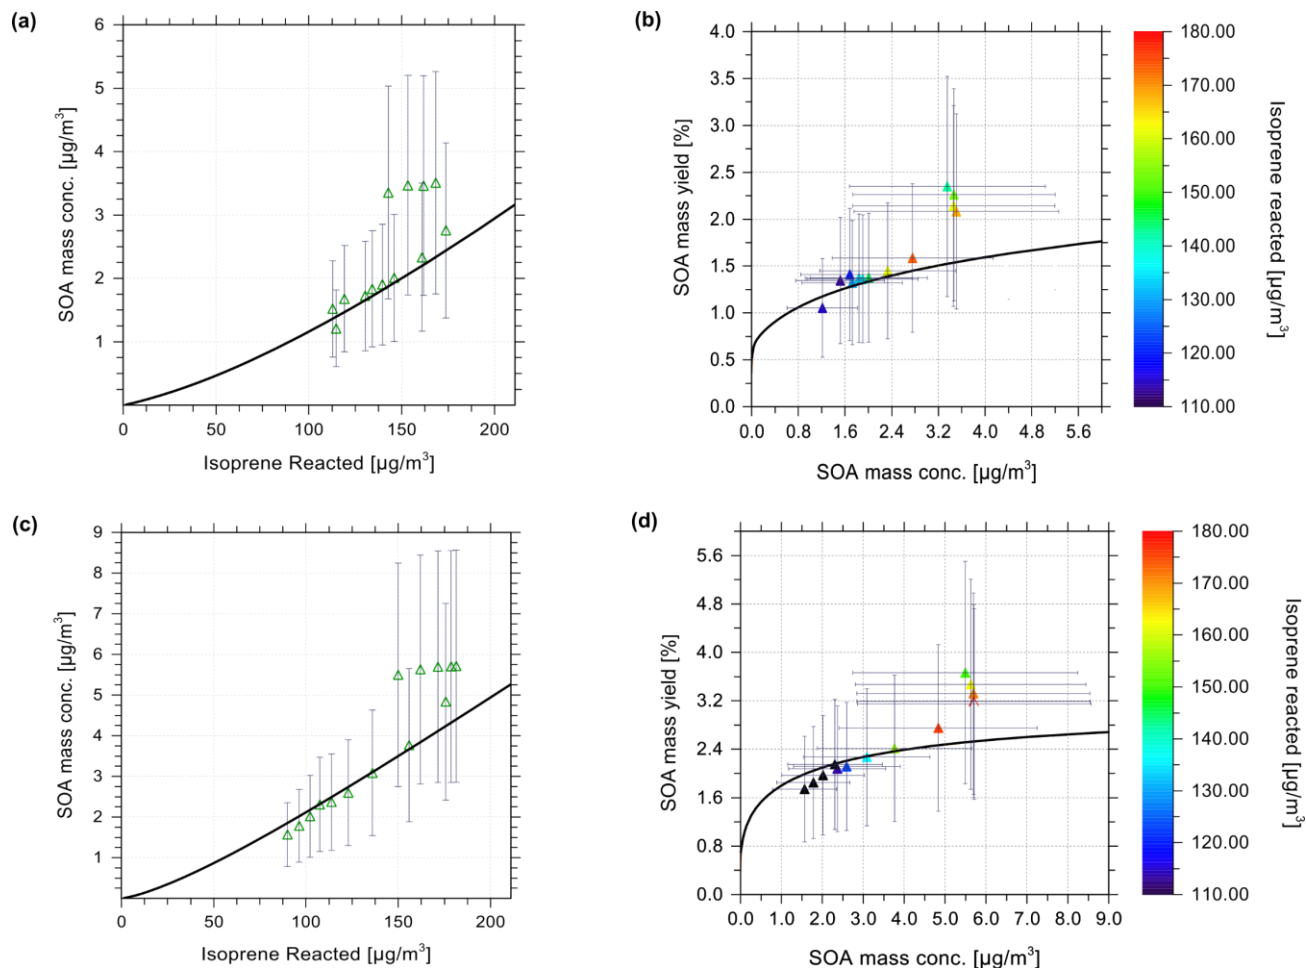 (a)
SOA mass conc. [µg/m³]
6
5
4
3
2
1
0 50 100 150 200
Isoprene Reacted [µg/m³]
(b)
SOA mass yield [%]
4.0
3.5
3.0
2.5
2.0
1.5
1.0
0.5
0.0
0.0 0.8 1.6 2.4 3.2 4.0 4.8 5.6
SOA mass conc. [µg/m³]
180.00
170.00
160.00
150.00
140.00
130.00
120.00
110.00
Isoprene reacted [µg/m³]
(c)
SOA mass conc. [µg/m³]
9
8
7
6
5
4
3
2
1
0 50 100 150 200
Isoprene Reacted [µg/m³]
(d)
SOA mass yield [%]
5.6
4.8
4.0
3.2
2.4
1.6
0.8
0.0
0.0 1.0 2.0 3.0 4.0 5.0 6.0 7.0 8.0 9.0
SOA mass conc. [µg/m³]
180.00
170.00
160.00
150.00
140.00
130.00
120.00
110.00
Isoprene reacted [µg/m³]